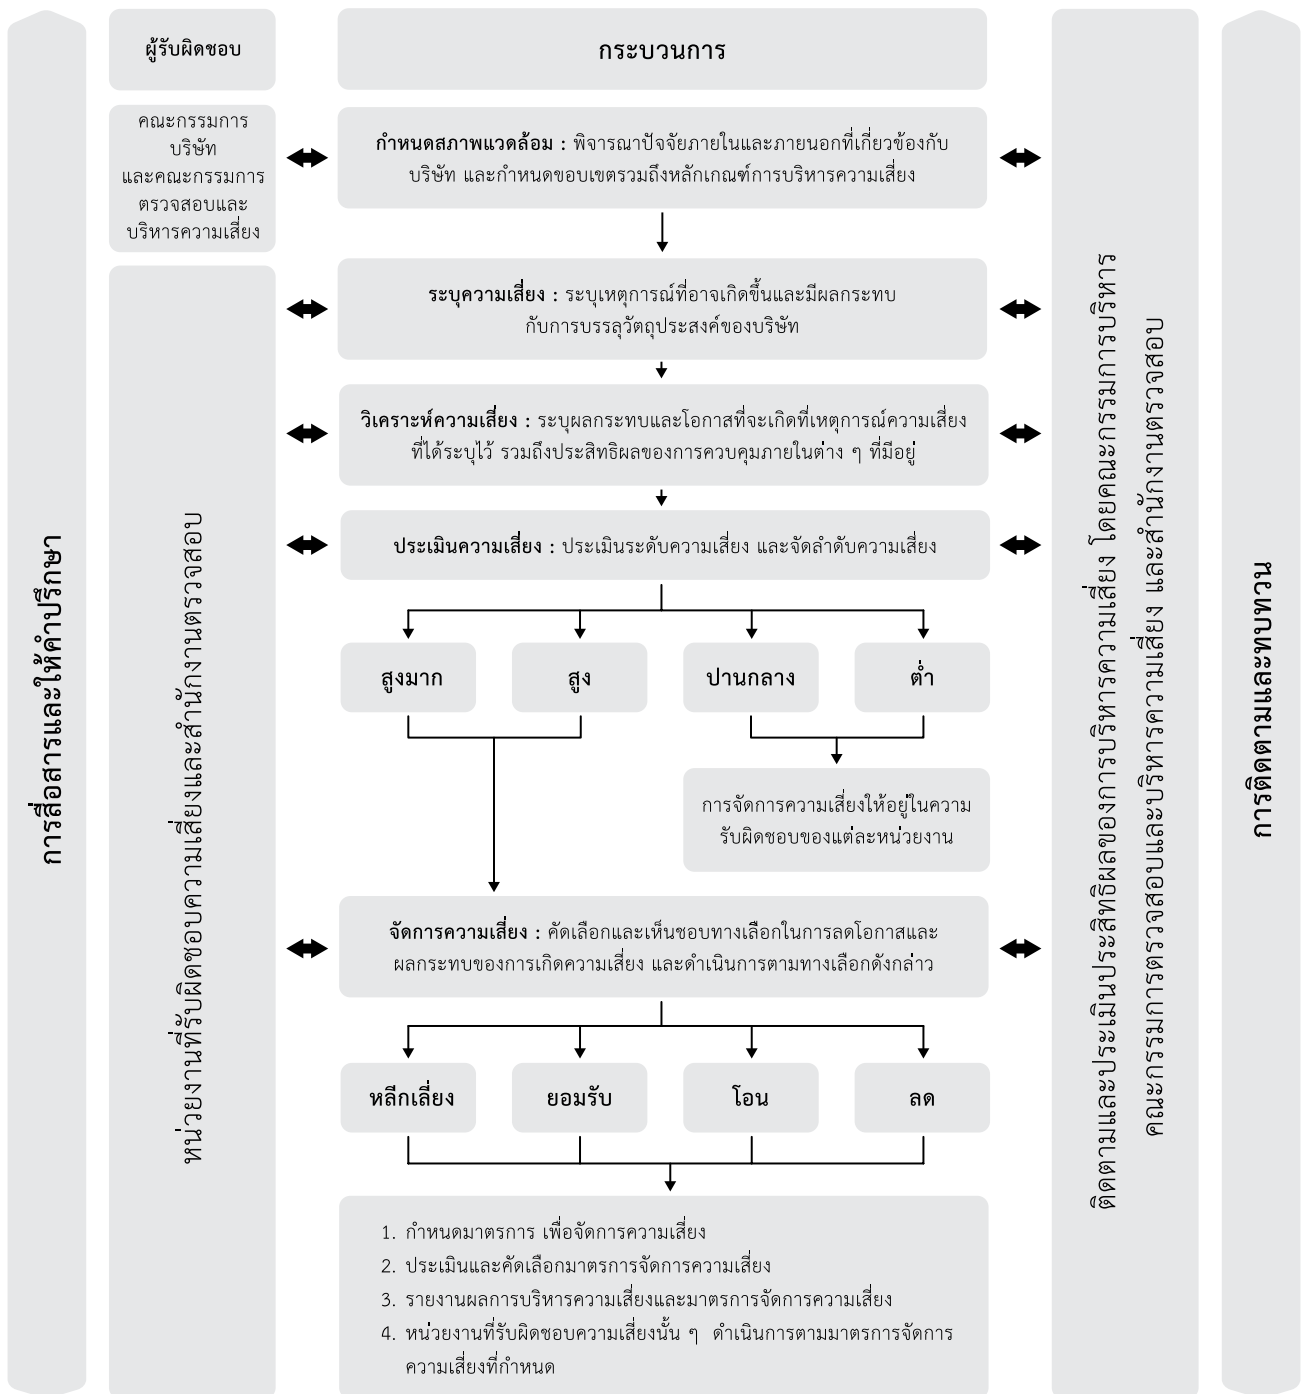 ผู้รับผิดชอบ
กระบวนการ
คณะกรรมการ
บริษัท
และคณะกรรมการ
ตรวจสอบและ
บริหารความเสี่ยง
กำหนดสภาพแวดล้อม : พิจารณาปัจจัยภายในและภายนอกที่เกี่ยวข้องกับ
บริษัท และกำหนดขอบเขตรวมถึงหลักเกณฑ์การบริหารความเสี่ยง
ระบุความเสี่ยง : ระบุเหตุการณ์ที่อาจเกิดขึ้นและมีผลกระทบ
กับการบรรลุวัตถุประสงค์ของบริษัท
วิเคราะห์ความเสี่ยง : ระบุผลกระทบและโอกาสที่จะเกิดที่เหตุการณ์ความเสี่ยง
ที่ได้ระบุไว้ รวมถึงประสิทธิผลของการควบคุมภายในต่าง ๆ ที่มีอยู่
ประเมินความเสี่ยง : ประเมินระดับความเสี่ยง และจัดลำดับความเสี่ยง
สูงมาก
สูง
ปานกลาง
ต่ำ
การจัดการความเสี่ยงให้อยู่ในความ
รับผิดชอบของแต่ละหน่วยงาน
จัดการความเสี่ยง : คัดเลือกและเห็นชอบทางเลือกในการลดโอกาสและ
ผลกระทบของการเกิดความเสี่ยง และดำเนินการตามทางเลือกดังกล่าว
หลีกเลี่ยง
ยอมรับ
โอน
ลด
1. กำหนดมาตรการ เพื่อจัดการความเสี่ยง
2. ประเมินและคัดเลือกมาตรการจัดการความเสี่ยง
3. รายงานผลการบริหารความเสี่ยงและมาตรการจัดการความเสี่ยง
4. หน่วยงานที่รับผิดชอบความเสี่ยงนั้น ๆ ดำเนินการตามมาตรการจัดการ
ความเสี่ยงที่กำหนด
การสื่อสารและให้คำปรึกษา
หน่วยงานที่รับผิดชอบความเสี่ยงและสำนักงานตรวจสอบ
ติดตามและประเมินประสิทธิผลของการบริหารความเสี่ยง โดยคณะกรรมการบริหาร
คณะกรรมการตรวจสอบและบริหารความเสี่ยง และสำนักงานตรวจสอบ
การติดตามและทบทวน